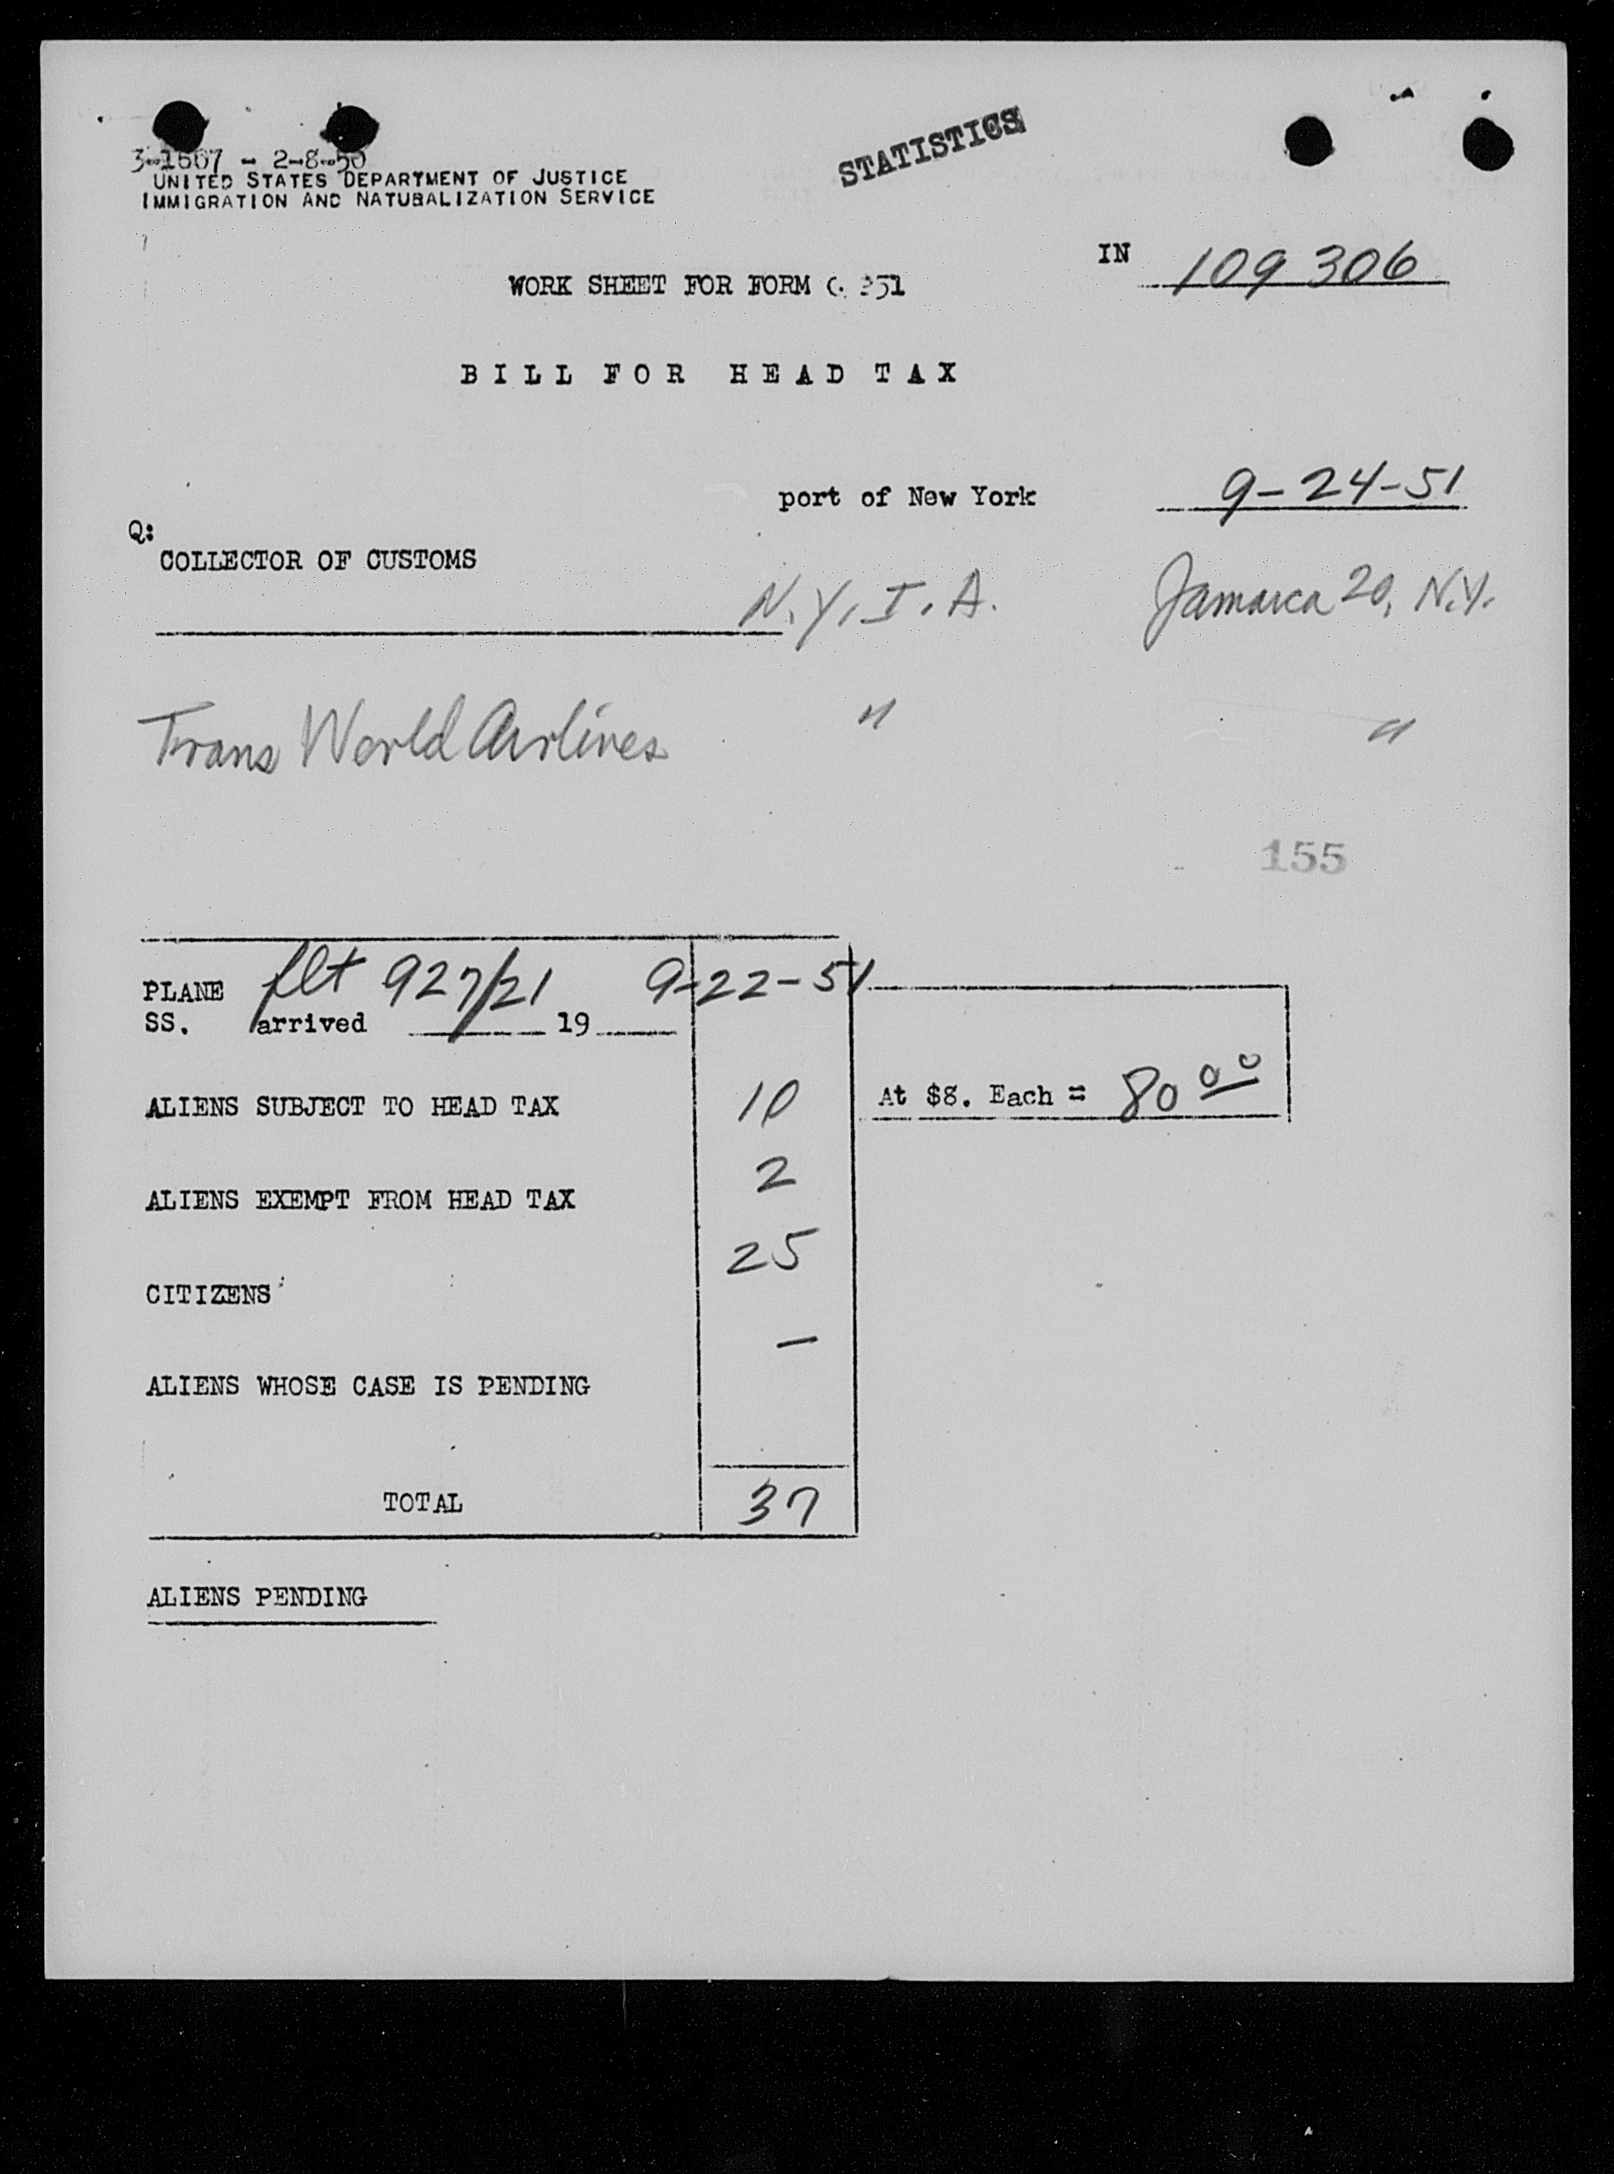 STATISTICS
3-1667 - 2-8-50
UNITED STATES DEPARTMENT OF JUSTICE
IMMIGRATION AND NATURALIZATION SERVICE
IN 109 306
WORK SHEET FOR FORM 351
BILL FOR HEAD TAX
port of New York 9-24-51
Q:
COLLECTOR OF CUSTOMS
N.Y.I.A. Jamaica 20, N.Y.
Trans World Airlines " "
155
PLANE flt 927/21 9-22-51
SS. arrived 19
ALIENS SUBJECT TO HEAD TAX 10 At $8. Each = 80 00
ALIENS EXEMPT FROM HEAD TAX 2
CITIZENS 25
ALIENS WHOSE CASE IS PENDING —
TOTAL 37
ALIENS PENDING